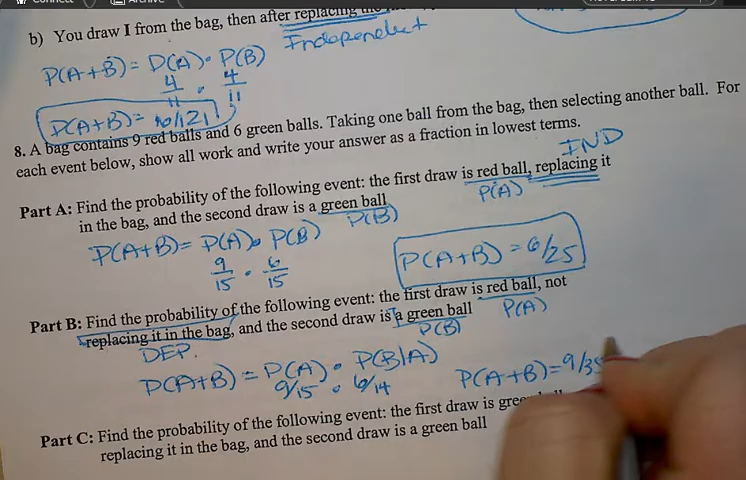 b) You draw I from the bag, then after replacing the
Independent
P(A+B) = P(A) • P(B)
4/11 • 4/11
P(A+B) = 16/121
8. A bag contains 9 red balls and 6 green balls. Taking one ball from the bag, then selecting another ball. For
each event below, show all work and write your answer as a fraction in lowest terms.
IND
Part A: Find the probability of the following event: the first draw is red ball, replacing it
P(A)
in the bag, and the second draw is a green ball
P(B)
P(A+B) = P(A) • P(B)
9/15 • 6/15
P(A+B) = 6/25
Part B: Find the probability of the following event: the first draw is red ball, not
P(A)
replacing it in the bag, and the second draw is a green ball
P(B)
DEP.
P(A+B) = P(A) • P(B|A)
9/15 • 6/14
P(A+B) = 9/35
Part C: Find the probability of the following event: the first draw is
replacing it in the bag, and the second draw is a green ball